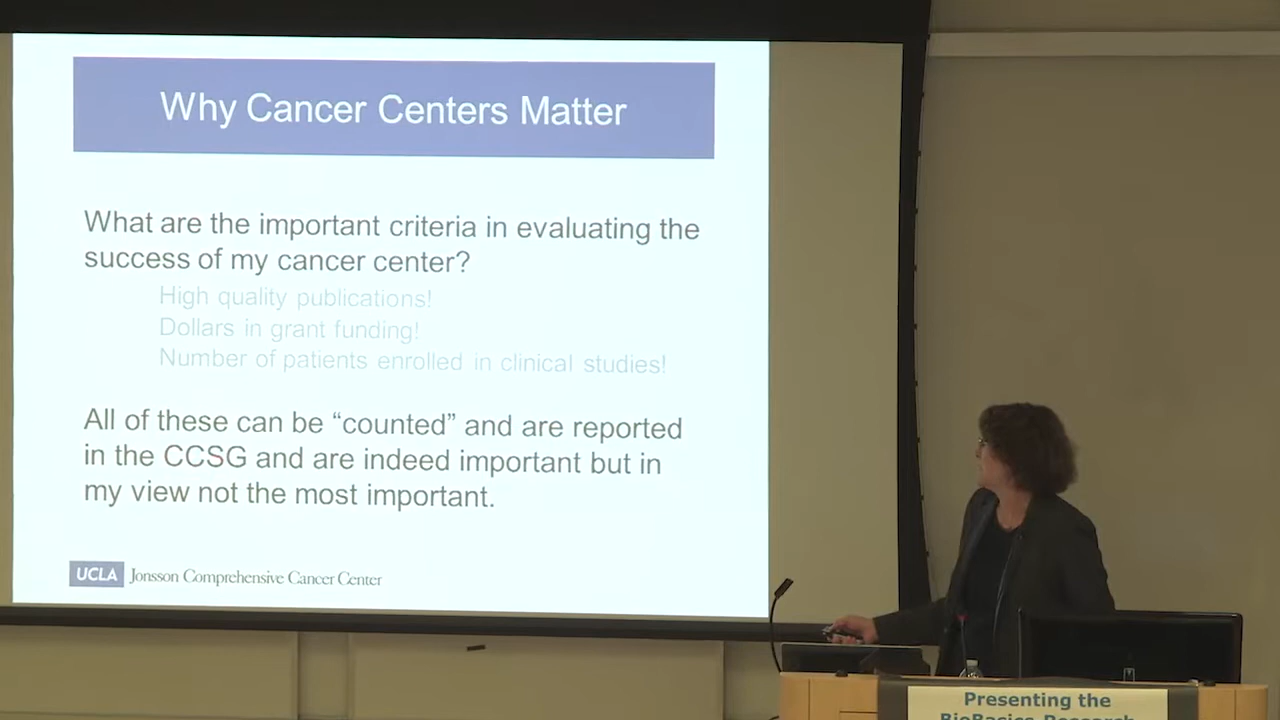 Why Cancer Centers Matter
What are the important criteria in evaluating the
success of my cancer center?
High quality publications!
Dollars in grant funding!
Number of patients enrolled in clinical studies!
All of these can be “counted” and are reported
in the CCSG and are indeed important but in
my view not the most important.
UCLA Jonsson Comprehensive Cancer Center
Presenting the
BioBasics Research